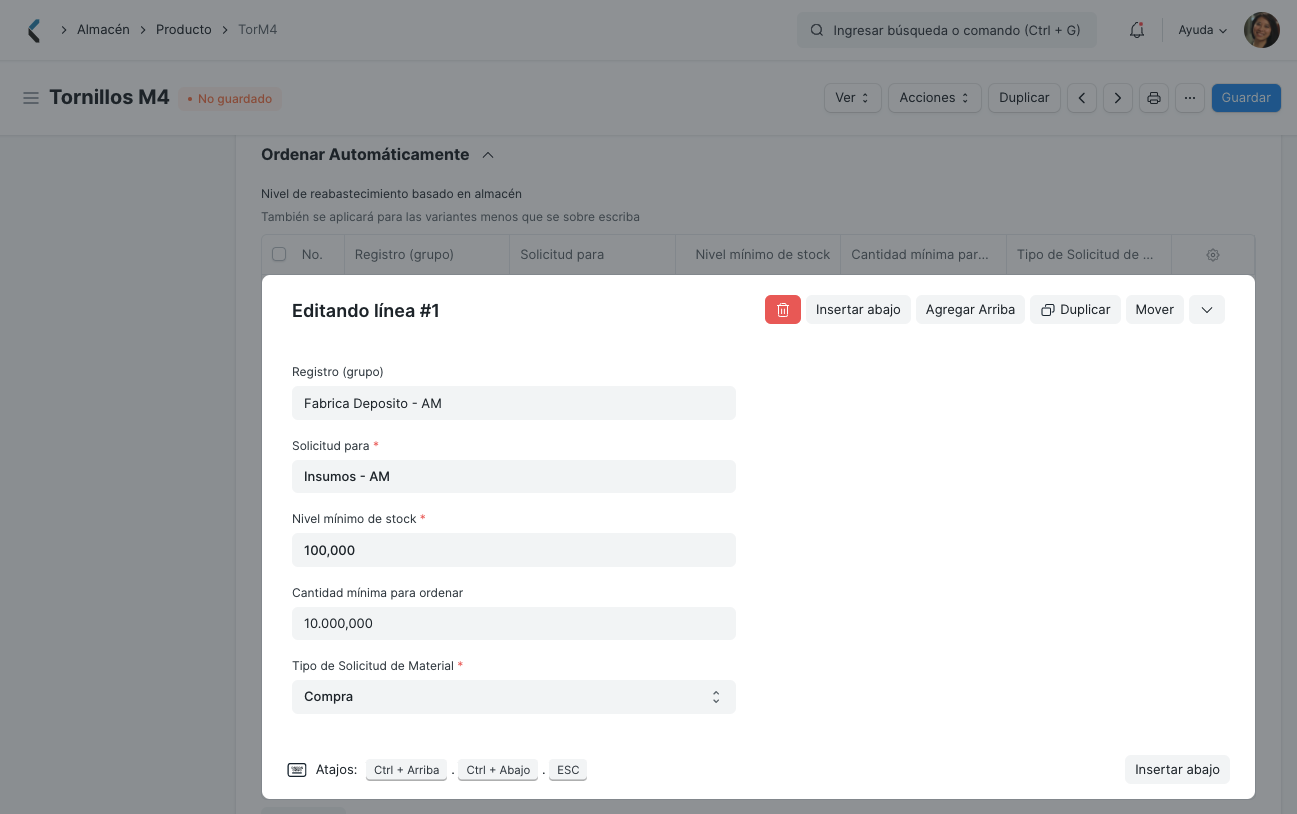 Almacén
Producto
TorM4
Ingresar búsqueda o comando (Ctrl + G)
Ayuda
Tornillos M4
• No guardado
Ver
Acciones
Duplicar
Guardar
Ordenar Automáticamente
Nivel de reabastecimiento basado en almacén
También se aplicará para las variantes menos que se sobre escriba
No.
Registro (grupo)
Solicitud para
Nivel mínimo de stock
Cantidad mínima par...
Tipo de Solicitud de ...
Editando línea #1
Insertar abajo
Agregar Arriba
Duplicar
Mover
Registro (grupo)
Fabrica Deposito - AM
Solicitud para *
Insumos - AM
Nivel mínimo de stock *
100,000
Cantidad mínima para ordenar
10.000,000
Tipo de Solicitud de Material *
Compra
Atajos: Ctrl + Arriba . Ctrl + Abajo . ESC
Insertar abajo